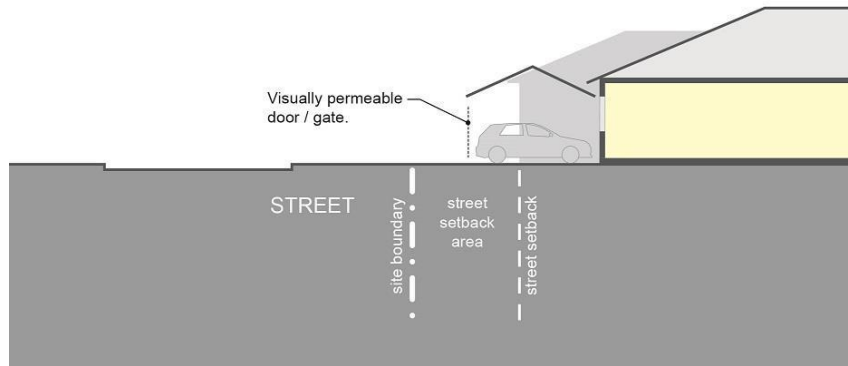 Visually permeable
door / gate.
STREET
site boundary
street
setback
area
street setback